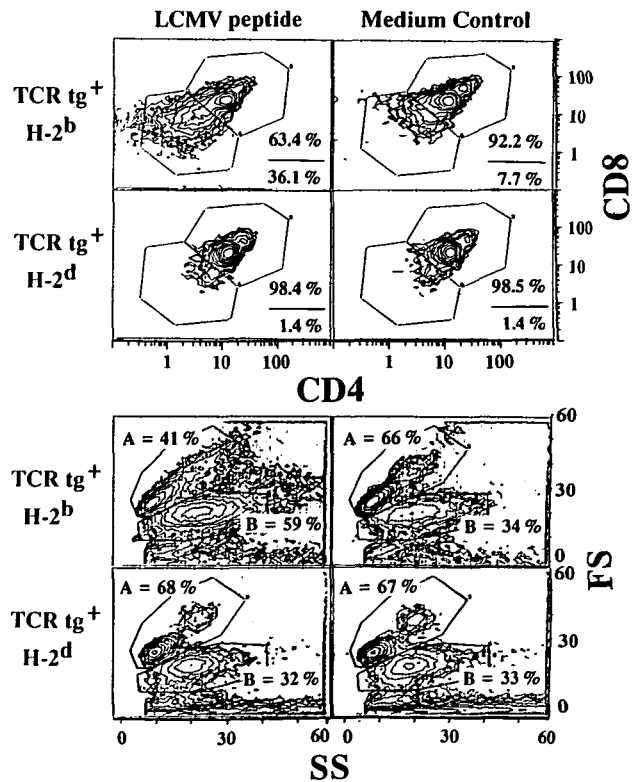 LCMV peptide
Medium Control
TCR tg+
H-2b
63.4 %
36.1 %
92.2 %
7.7 %
100
10
1
TCR tg+
H-2d
98.4 %
1.4 %
98.5 %
1.4 %
100
10
1
CD8
1 10 100
1 10 100
CD4
TCR tg+
H-2b
A = 41 %
B = 59 %
A = 66 %
B = 34 %
60
30
0
TCR tg+
H-2d
A = 68 %
B = 32 %
A = 67 %
B = 33 %
60
30
0
FS
0 30 60
0 30 60
SS